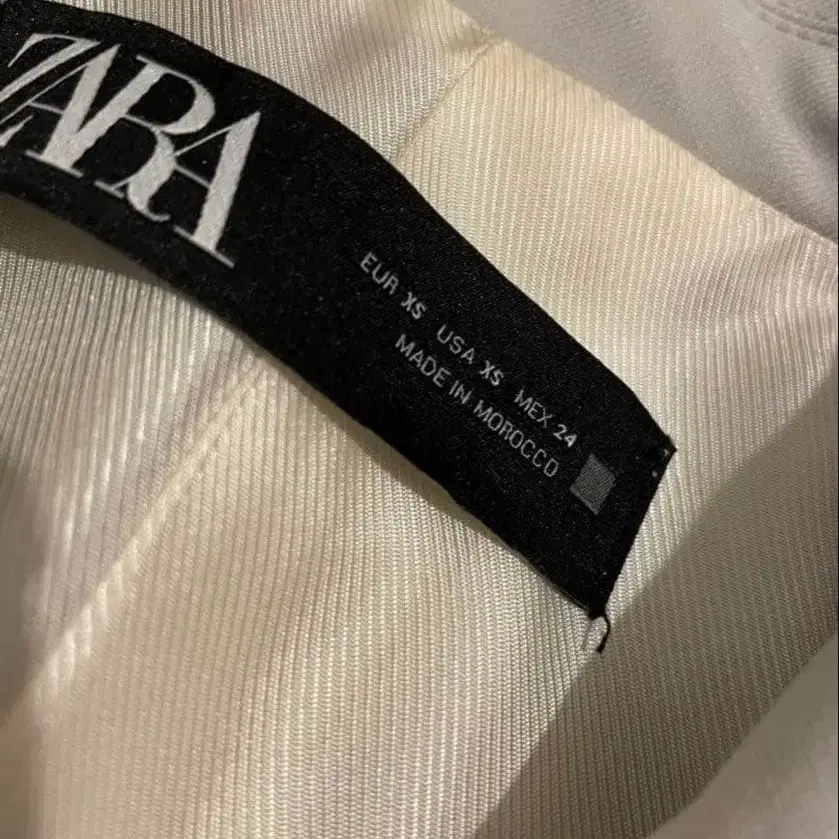 ZARA
EUR XS USA XS MEX 24
MADE IN MOROCCO